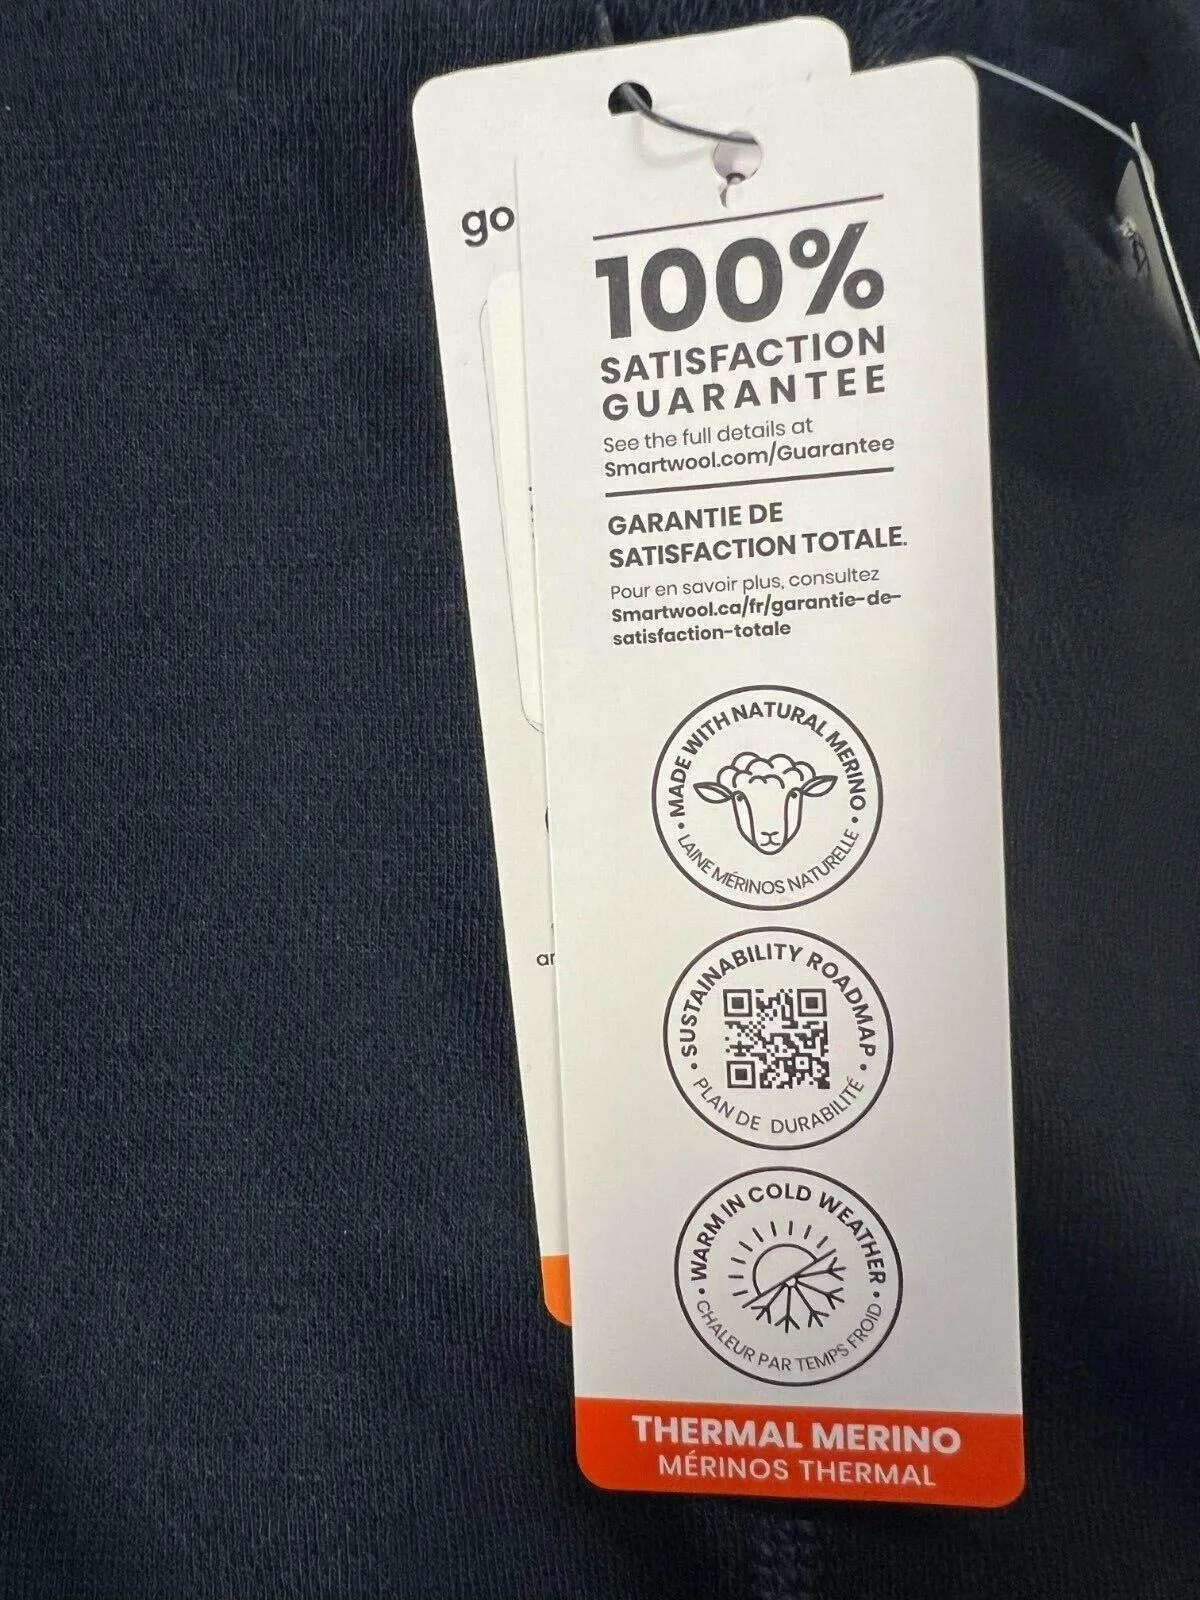 go
100%
SATISFACTION
GUARANTEE
See the full details at
Smartwool.com/Guarantee
GARANTIE DE
SATISFACTION TOTALE.
Pour en savoir plus, consultez
Smartwool.ca/fr/garantie-de-
satisfaction-totale
• MADE WITH NATURAL MERINO •
LAINE MÉRINOS NATURELLE
ar
• SUSTAINABILITY ROADMAP •
PLAN DE DURABILITÉ
• WARM IN COLD WEATHER •
CHALEUR PAR TEMPS FROID
THERMAL MERINO
MÉRINOS THERMAL